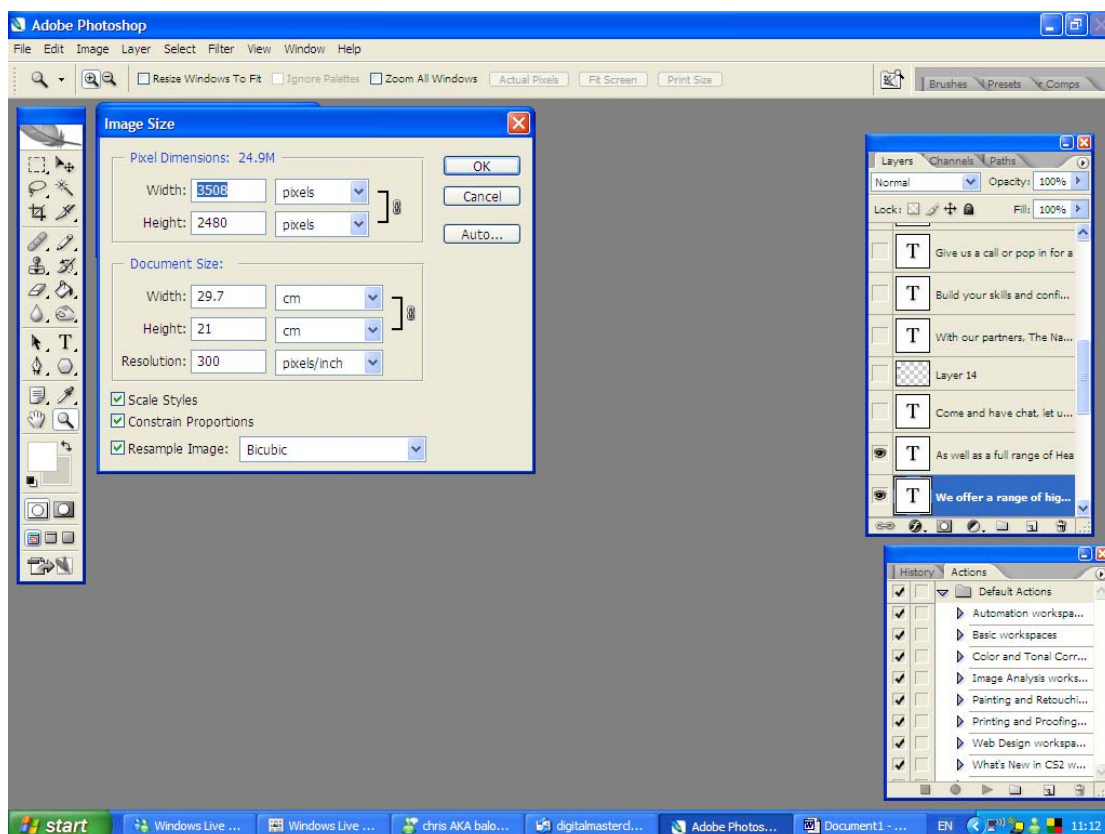 Adobe Photoshop
File Edit Image Layer Select Filter View Window Help
Resize Windows To Fit Ignore Palettes Zoom All Windows Actual Pixels Fit Screen Print Size
Brushes Presets r Comps
Image Size
Pixel Dimensions: 24.9M
Width: 3508 pixels
Height: 2480 pixels
Document Size:
Width: 29.7 cm
Height: 21 cm
Resolution: 300 pixels/inch
Scale Styles
Constrain Proportions
Resample Image: Bicubic
OK
Cancel
Auto...
Layers Channels Paths
Normal Opacity: 100%
Lock: Fill: 100%
T Give us a call or pop in for a
T Build your skills and confi...
T With our partners, The Na...
Layer 14
T Come and have chat, let u...
T As well as a full range of Hea
T We offer a range of hig...
History Actions
Default Actions
Automation workspa...
Basic workspaces
Color and Tonal Corr...
Image Analysis works...
Painting and Retouchi...
Printing and Proofing...
Web Design workspa...
What's New in CS2 w...
start Windows Live ... Windows Live ... chris AKA balo... digitalmastercl... Adobe Photos... Document1 - ... EN 11:12